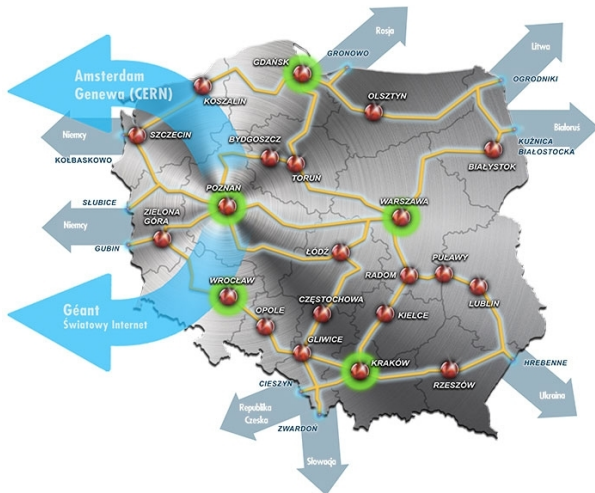 Rosja
Litwa
GRONOWO
GDAŃSK
Amsterdam
Genewa (CERN)
OGRODNIKI
KOSZALIN
OLSZTYN
Niemcy
SZCZECIN
BYDGOSZCZ
Białoruś
KUŹNICA
BIAŁOSTOCKA
KOŁBASKOWO
BIAŁYSTOK
TORUŃ
POZNAŃ
SŁUBICE
WARSZAWA
ZIELONA
GÓRA
Niemcy
GUBIN
ŁÓDŹ
PUŁAWY
RADOM
WROCŁAW
LUBLIN
CZĘSTOCHOWA
Géant
Światowy Internet
OPOLE
KIELCE
GLIWICE
KRAKÓW
HREBENNE
RZESZÓW
CIESZYN
Ukraina
Republika
Czeska
ZWARDOŃ
Słowacja